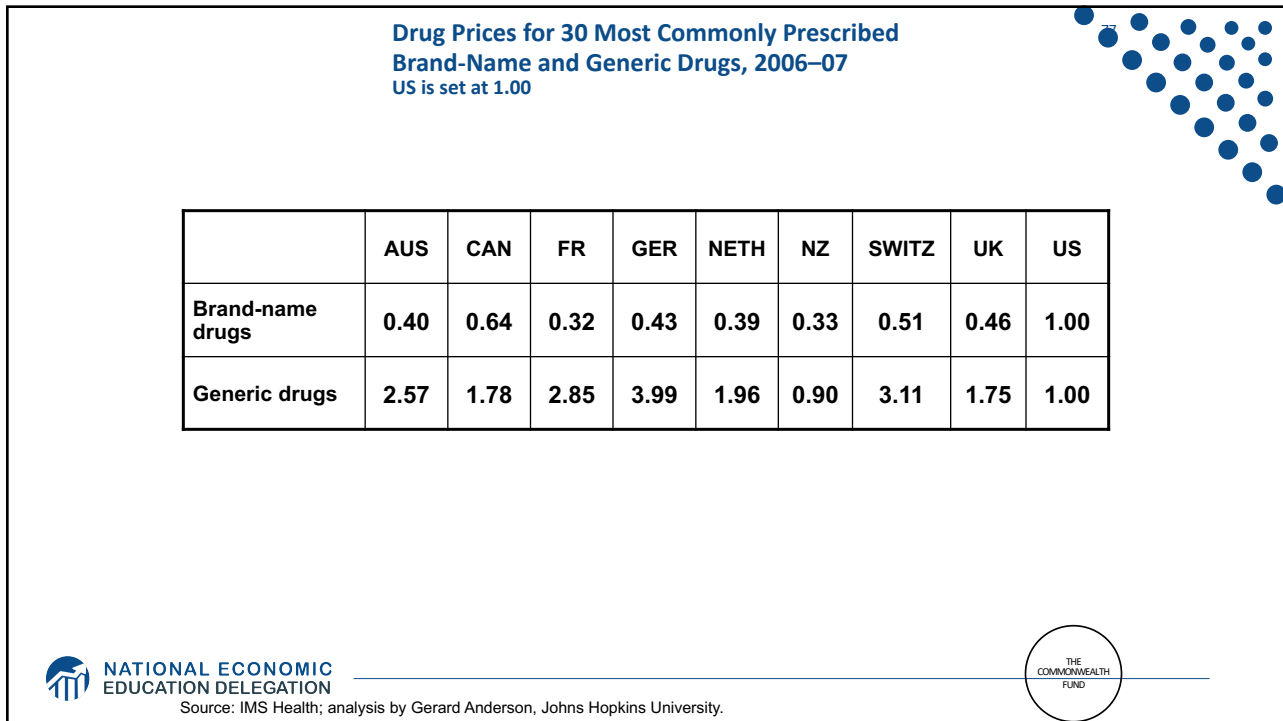 Drug Prices for 30 Most Commonly Prescribed
Brand-Name and Generic Drugs, 2006–07
US is set at 1.00
77
AUS CAN FR GER NETH NZ SWITZ UK US
Brand-name
drugs 0.40 0.64 0.32 0.43 0.39 0.33 0.51 0.46 1.00
Generic drugs 2.57 1.78 2.85 3.99 1.96 0.90 3.11 1.75 1.00
NATIONAL ECONOMIC
EDUCATION DELEGATION
THE
COMMONWEALTH
FUND
Source: IMS Health; analysis by Gerard Anderson, Johns Hopkins University.